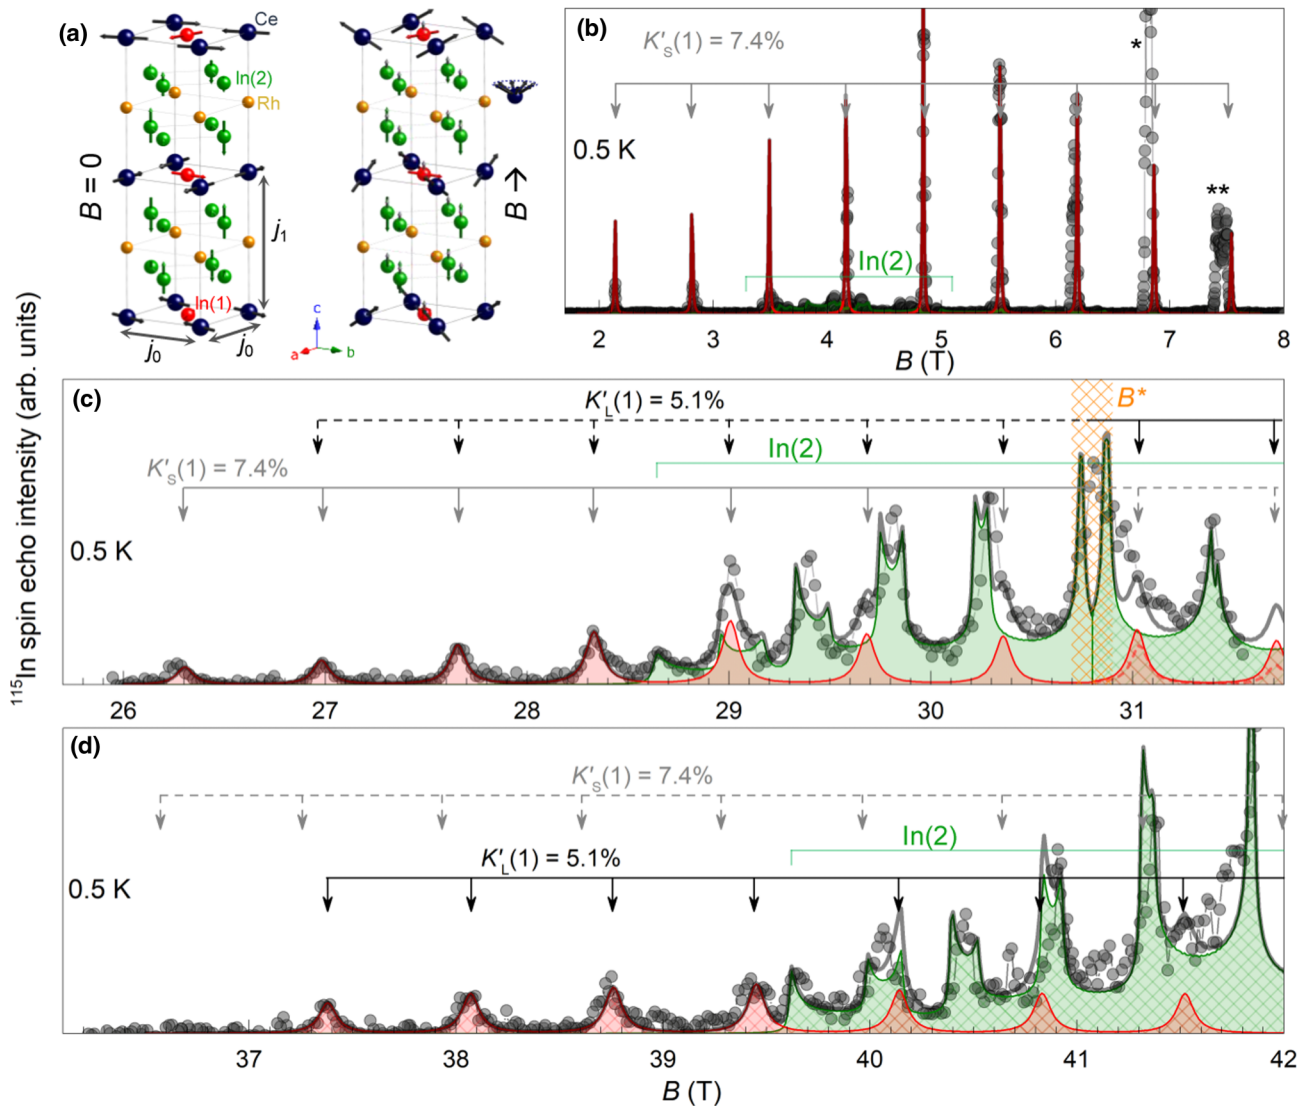 (a)
Ce
In(2)
Rh
B = 0
B →
j₁
In(1)
j₀
j₀
c
a
b
(b)
K′S(1) = 7.4%
*
**
0.5 K
In(2)
2 3 4 5 6 7 8
B (T)
¹¹⁵In spin echo intensity (arb. units)
(c)
K′L(1) = 5.1%
B*
In(2)
K′S(1) = 7.4%
0.5 K
26 27 28 29 30 31
(d)
K′S(1) = 7.4%
In(2)
K′L(1) = 5.1%
0.5 K
37 38 39 40 41 42
B (T)